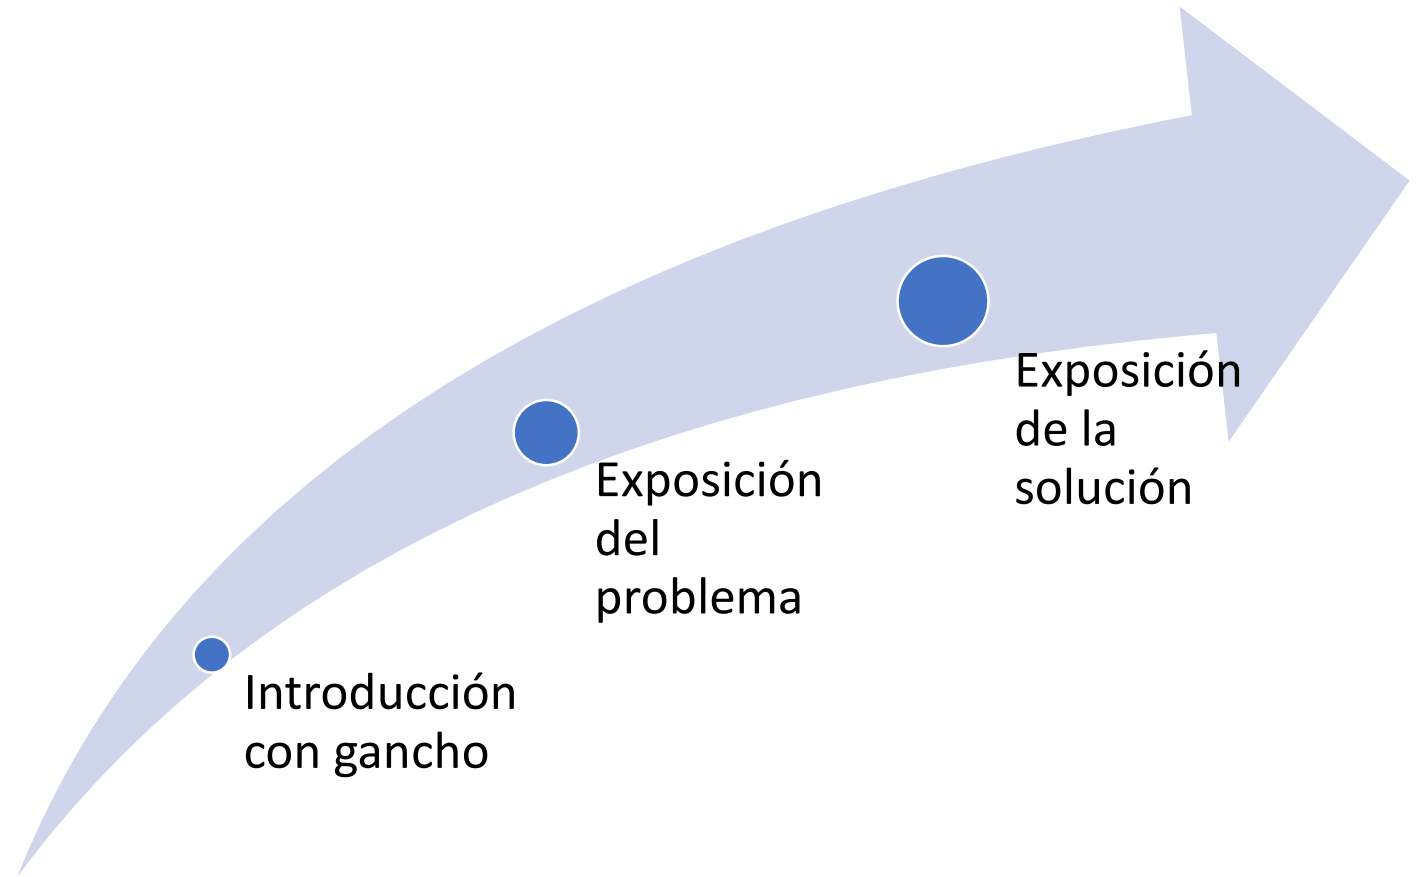 Introducción
con gancho
Exposición
del
problema
Exposición
de la
solución